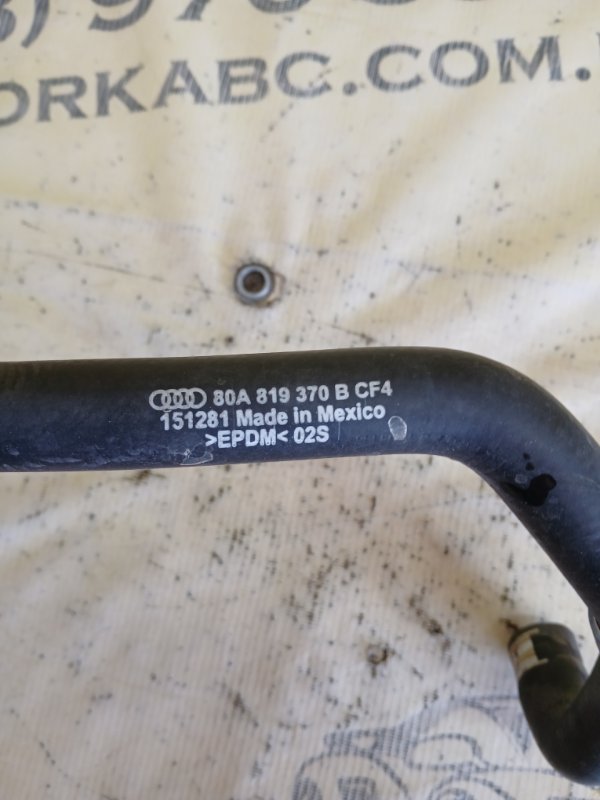 ORKABC.COM.
80A 819 370 B CF4
151281 Made in Mexico
>EPDM< 02S